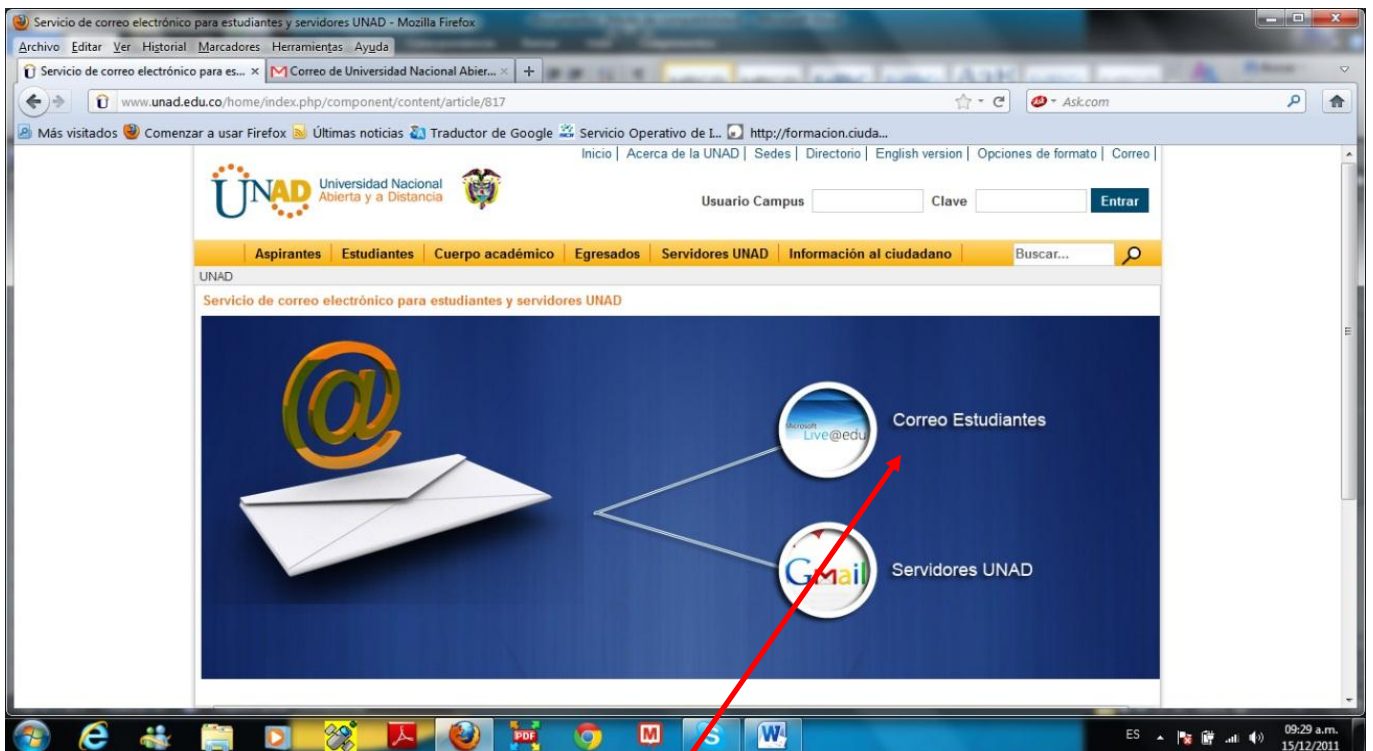 Servicio de correo electrónico para estudiantes y servidores UNAD - Mozilla Firefox
Archivo Editar Ver Historial Marcadores Herramientas Ayuda
Servicio de correo electrónico para es... × Correo de Universidad Nacional Abier... × +
www.unad.edu.co/home/index.php/component/content/article/817
Ask.com
Más visitados Comenzar a usar Firefox Últimas noticias Traductor de Google Servicio Operativo de I... http://formacion.ciuda...
Inicio | Acerca de la UNAD | Sedes | Directorio | English version | Opciones de formato | Correo |
UNAD Universidad Nacional
Abierta y a Distancia
Usuario Campus Clave Entrar
Aspirantes Estudiantes Cuerpo académico Egresados Servidores UNAD Información al ciudadano Buscar...
UNAD
Servicio de correo electrónico para estudiantes y servidores UNAD
@
Microsoft
Live@edu
Correo Estudiantes
Gmail
Servidores UNAD
PDF
M
S
W
ES
09:29 a.m.
15/12/2011